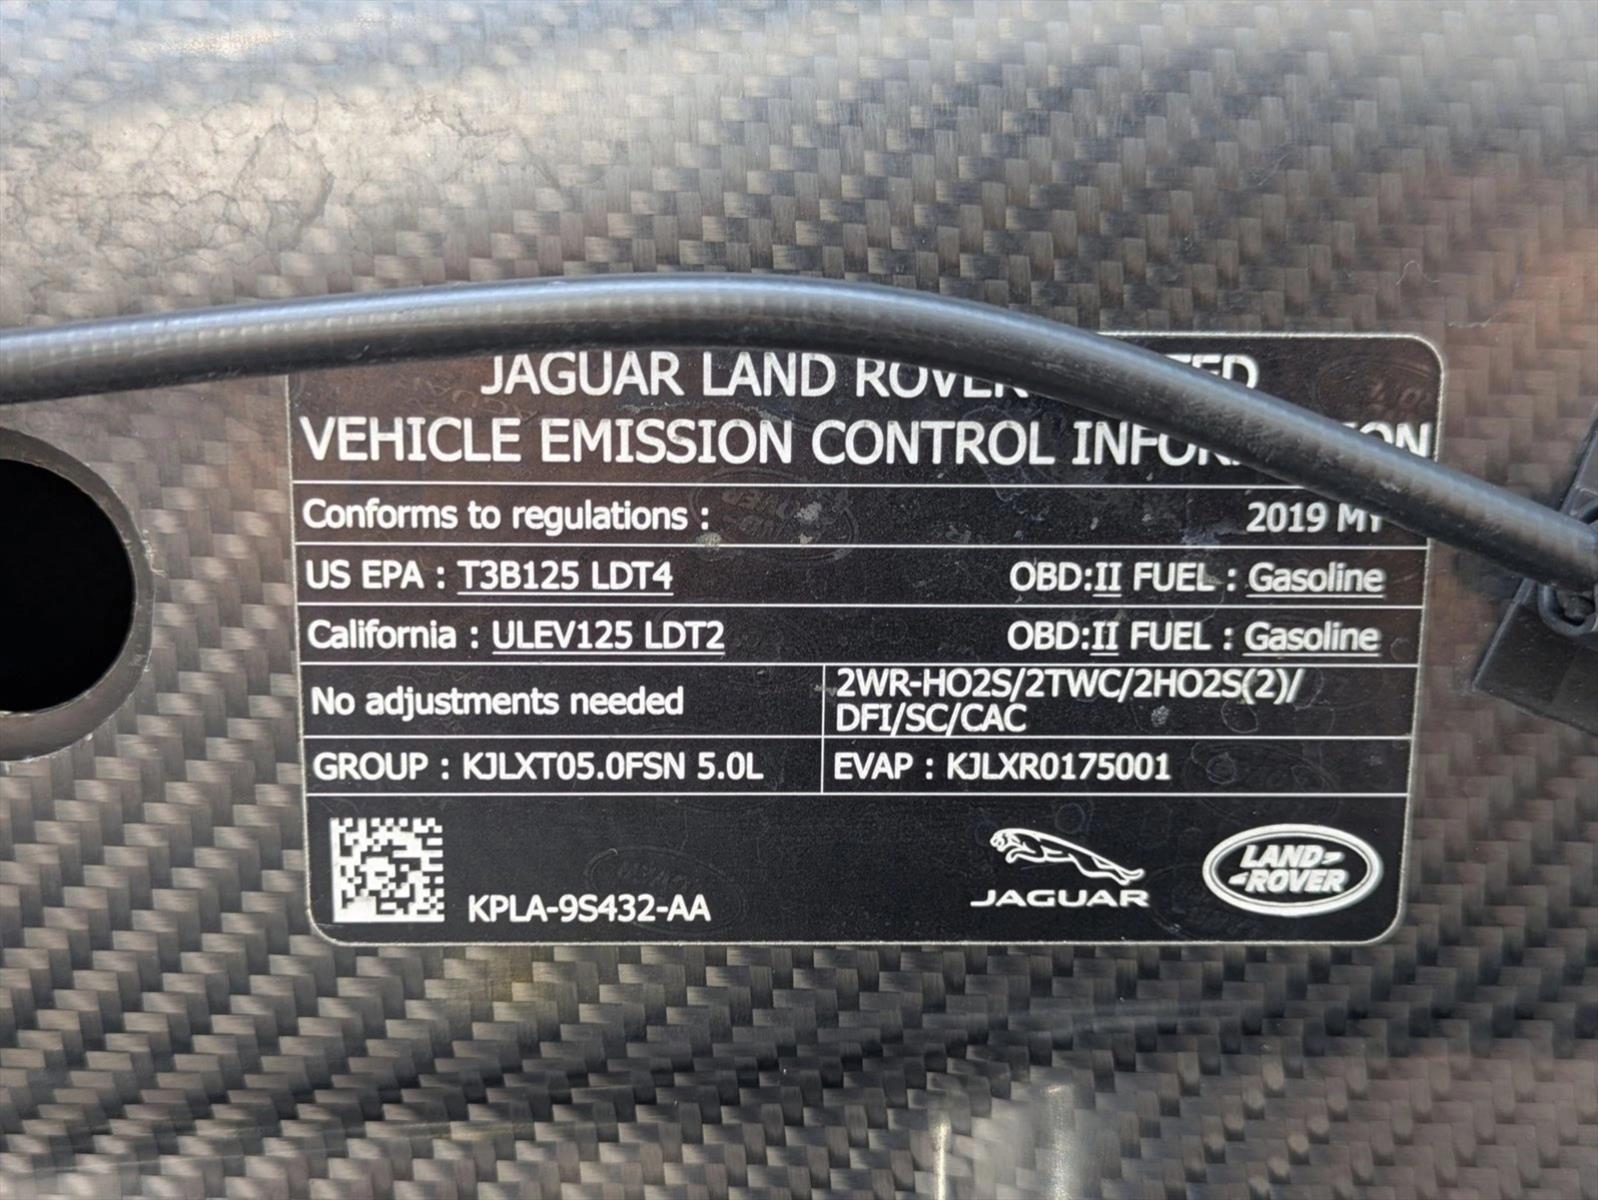 JAGUAR LAND ROVER
VEHICLE EMISSION CONTROL
Conforms to regulations : 2019 MY
US EPA : T3B125 LDT4 OBD:II FUEL : Gasoline
California : ULEV125 LDT2 OBD:II FUEL : Gasoline
No adjustments needed
2WR-HO2S/2TWC/2HO2S(2)/
DFI/SC/CAC
GROUP : KJLXT05.0FSN 5.0L
EVAP : KJLXR0175001
KPLA-9S432-AA
JAGUAR
LAND
ROVER